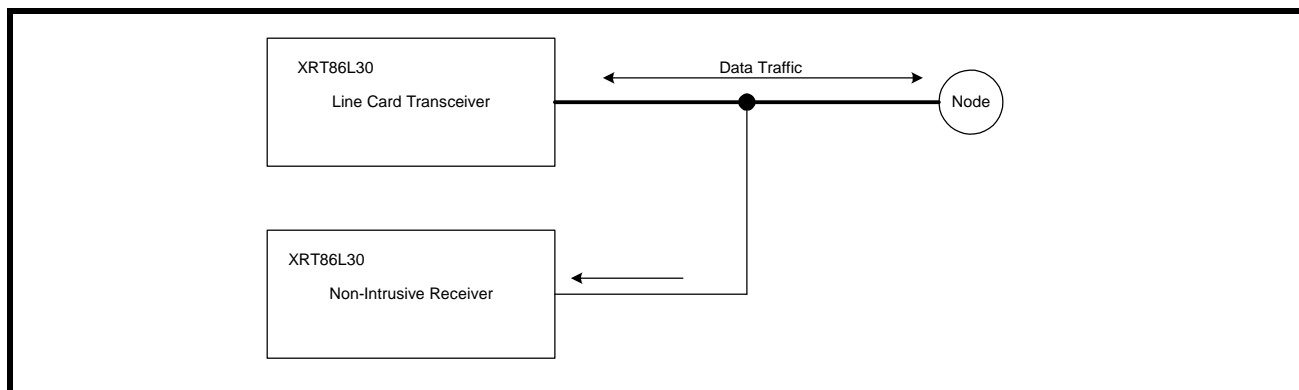 XRT86L30
Line Card Transceiver
Data Traffic
Node
XRT86L30
Non-Intrusive Receiver